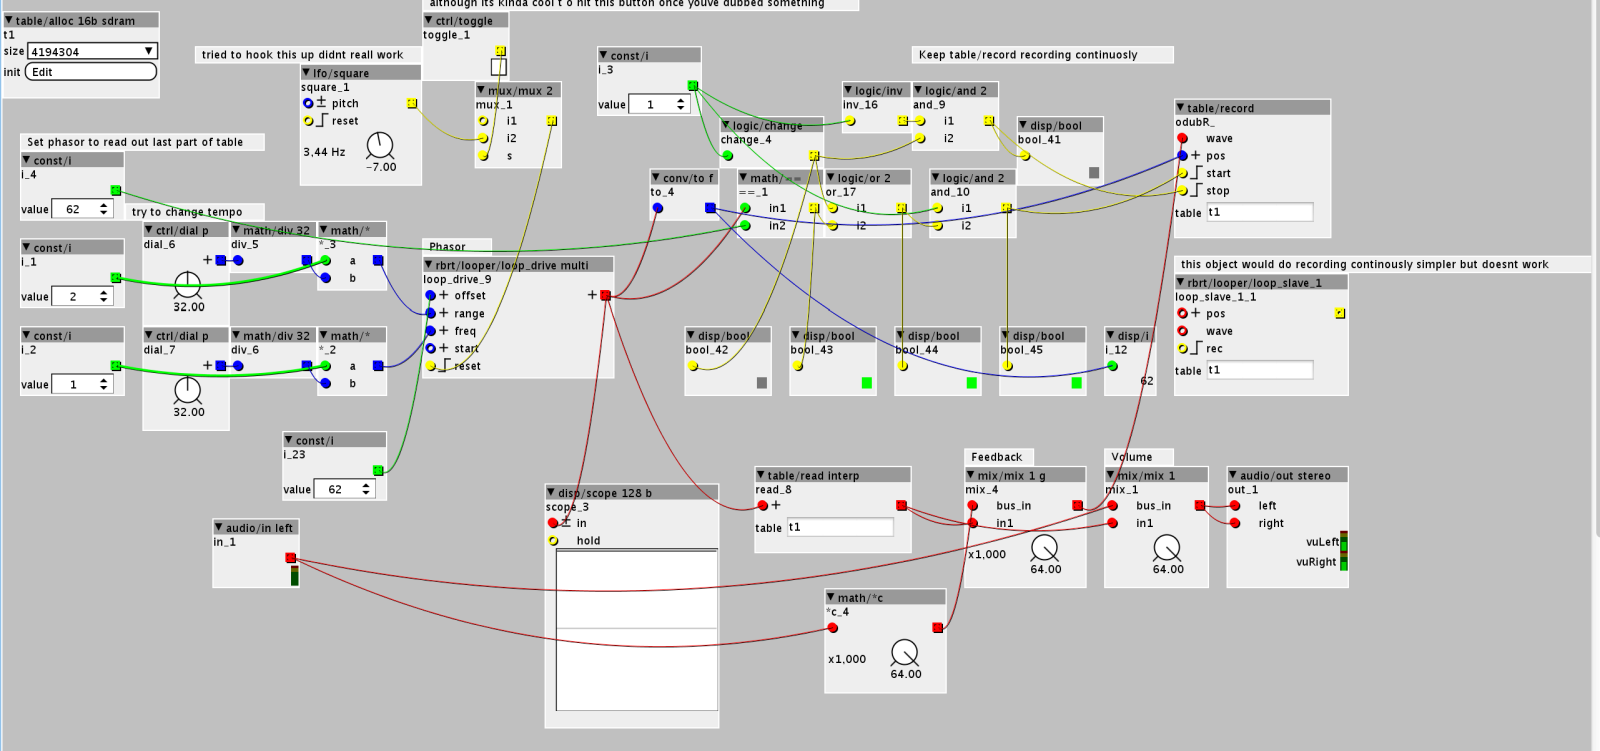 although its kinda cool t o hit this button once youve dubbed something
table/alloc 16b sdram
t1
size 4194304
init Edit
tried to hook this up didnt reall work
lfo/square
square_1
± pitch
reset
3,44 Hz
-7.00
ctrl/toggle
toggle_1
mux/mux 2
mux_1
i1
i2
s
const/i
i_3
value 1
Keep table/record recording continuosly
logic/inv
inv_16
logic/and 2
and_9
i1
i2
logic/change
change_4
disp/bool
bool_41
table/record
odubR_
wave
+ pos
start
stop
table t1
Set phasor to read out last part of table
const/i
i_4
value 62
try to change tempo
conv/to f
to_4
math/==
==_1
in1
in2
logic/or 2
or_17
i1
i2
logic/and 2
and_10
i1
i2
const/i
i_1
value 2
ctrl/dial p
dial_6
+
32.00
math/div 32
div_5
math/*
*_3
a
b
Phasor
rbrt/looper/loop_drive multi
loop_drive_9
+ offset +
+ range
+ freq
+ start
reset
this object would do recording continously simpler but doesnt work
rbrt/looper/loop_slave_1
loop_slave_1_1
+ pos
wave
rec
table t1
const/i
i_2
value 1
ctrl/dial p
dial_7
+
32.00
math/div 32
div_6
math/*
*_2
a
b
disp/bool
bool_42
disp/bool
bool_43
disp/bool
bool_44
disp/bool
bool_45
disp/i
i_12
62
const/i
i_23
value 62
audio/in left
in_1
disp/scope 128 b
scope_3
± in
hold
table/read interp
read_8
+
table t1
Feedback
mix/mix 1 g
mix_4
bus_in
in1
x1,000
64.00
Volume
mix/mix 1
mix_1
bus_in
in1
64.00
audio/out stereo
out_1
left
right
vuLeft
vuRight
math/*c
*c_4
x1,000
64.00